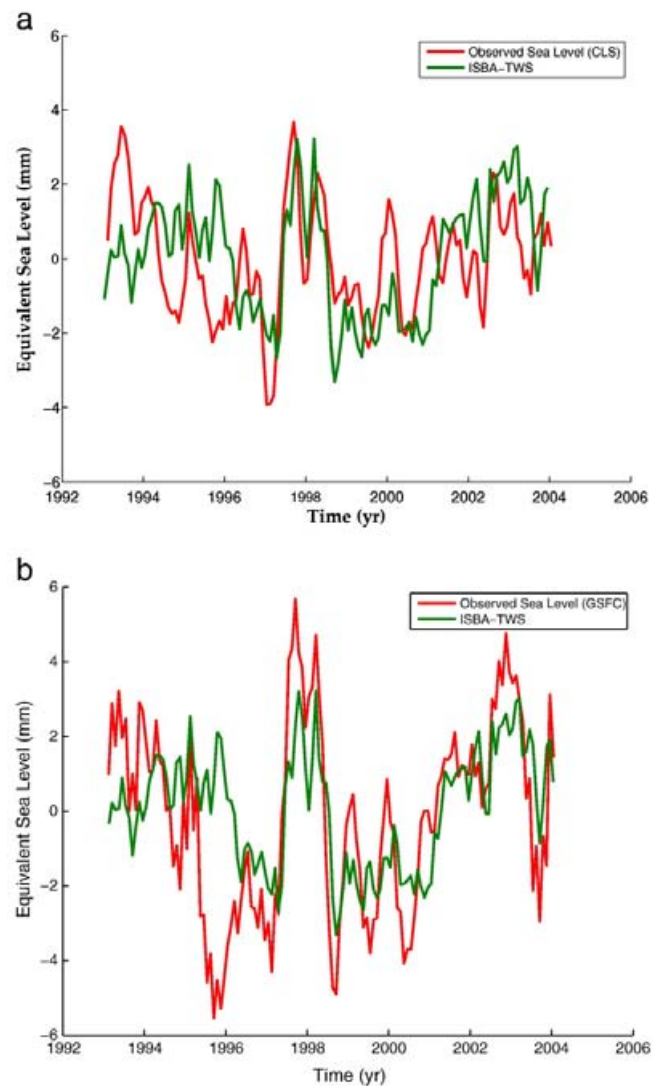 a
6
4
2
0
−2
−4
−6
Equivalent Sea Level (mm)
Observed Sea Level (CLS)
ISBA−TWS
1992 1994 1996 1998 2000 2002 2004 2006
Time (yr)
b
6
4
2
0
−2
−4
−6
Equivalent Sea Level (mm)
Observed Sea Level (GSFC)
ISBA−TWS
1992 1994 1996 1998 2000 2002 2004 2006
Time (yr)